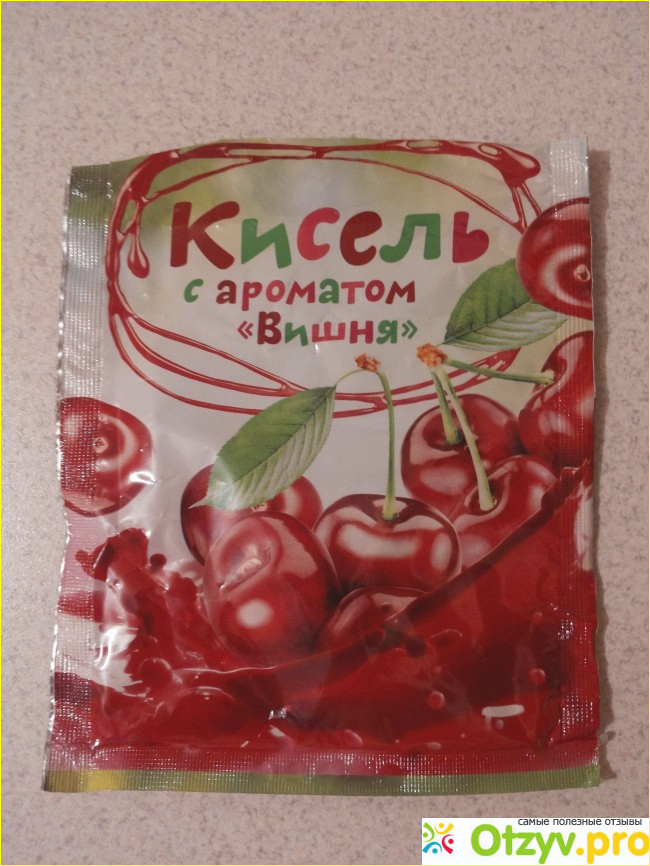 Кисель
с ароматом
«Вишня»
самые полезные отзывы
Otzyv.pro